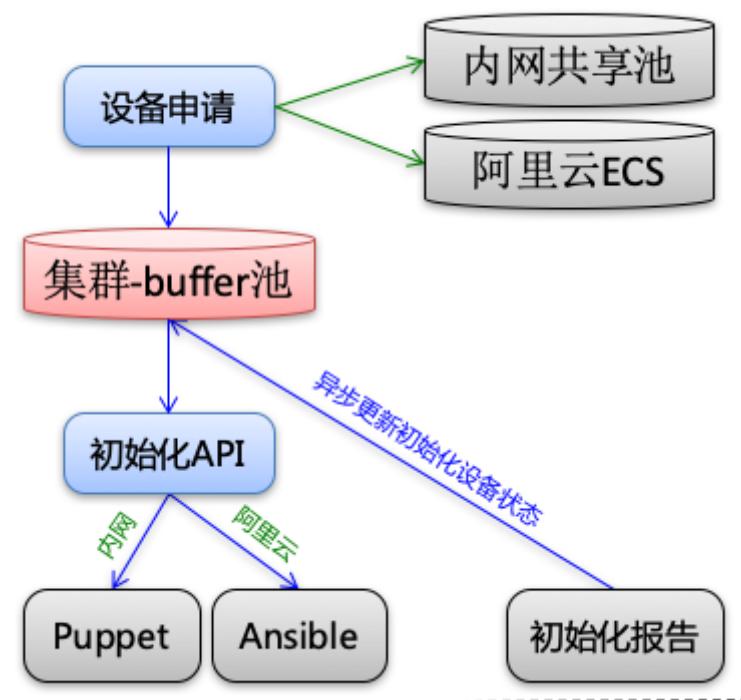 内网共享池
设备申请
阿里云ECS
集群-buffer池
异步更新初始化设备状态
初始化API
内网
阿里云
Puppet
Ansible
初始化报告